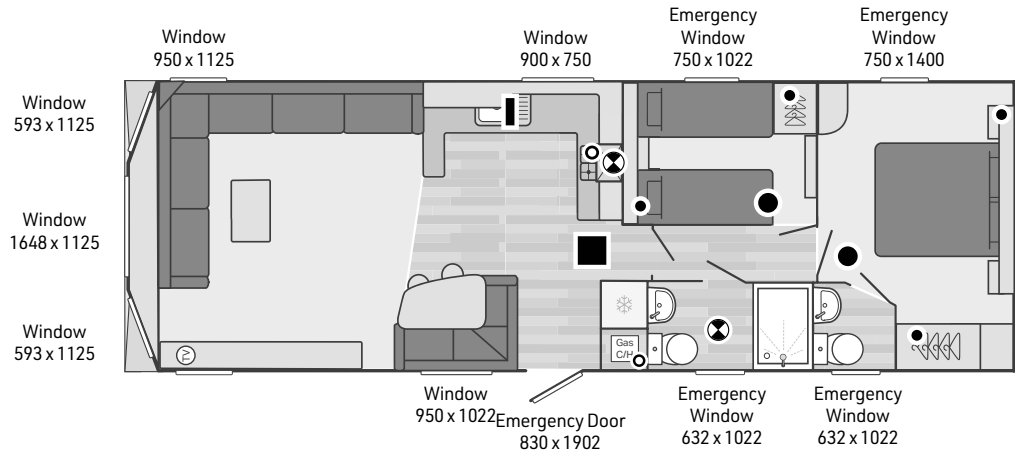 Emergency
Window
750 x 1022
Emergency
Window
750 x 1400
Window
950 x 1125
Window
900 x 750
Window
593 x 1125
Window
1648 x 1125
Window
593 x 1125
TV
Gas
C/H
Window
950 x 1022
Emergency Door
830 x 1902
Emergency
Window
632 x 1022
Emergency
Window
632 x 1022